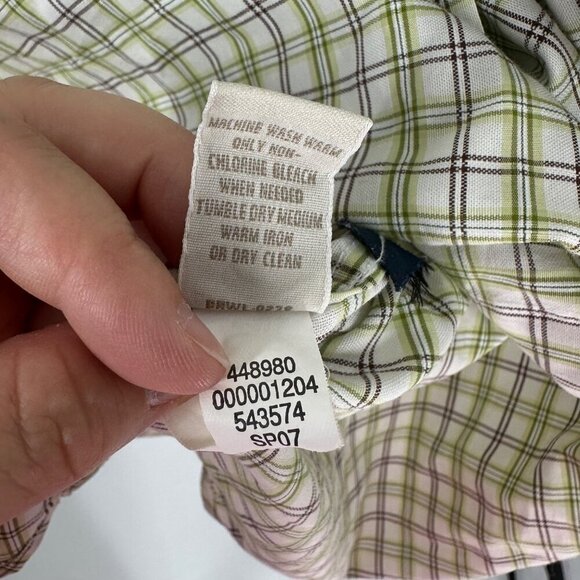 MACHINE WASH WARM
ONLY NON-
CHLORINE BLEACH
WHEN NEEDED
TUMBLE DRY MEDIUM
WARM IRON
OR DRY CLEAN
448980
000001204
543574
SP07